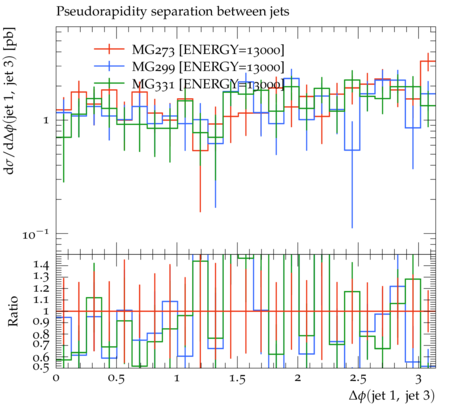 Pseudorapidity separation between jets
dσ/dΔϕ(jet 1, jet 3) [pb]
MG273 [ENERGY=13000]
MG299 [ENERGY=13000]
MG331 [ENERGY=13000]
1
10⁻¹
Ratio
1.4
1.3
1.2
1.1
1
0.9
0.8
0.7
0.6
0.5
0 0.5 1 1.5 2 2.5 3
Δϕ(jet 1, jet 3)